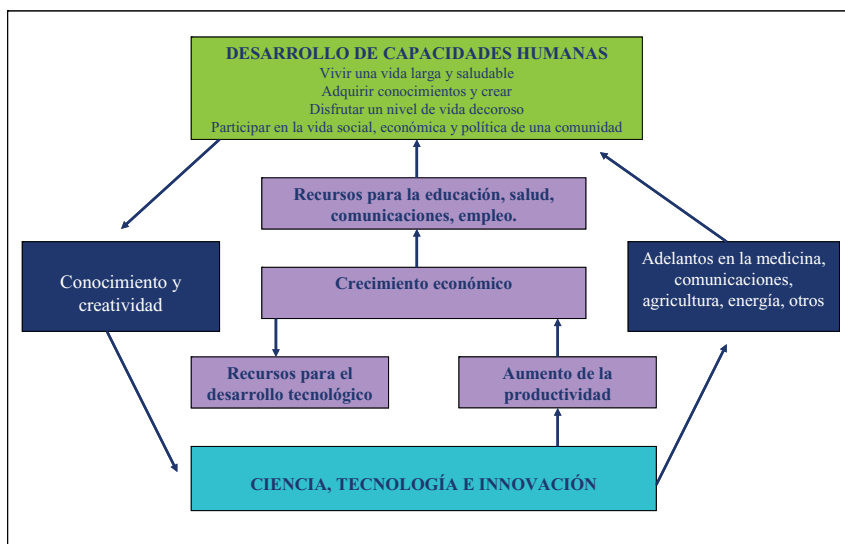 DESARROLLO DE CAPACIDADES HUMANAS
Vivir una vida larga y saludable
Adquirir conocimientos y crear
Disfrutar un nivel de vida decoroso
Participar en la vida social, económica y política de una comunidad
Recursos para la educación, salud,
comunicaciones, empleo.
Conocimiento y
creatividad
Crecimiento económico
Adelantos en la medicina,
comunicaciones,
agricultura, energía, otros
Recursos para el
desarrollo tecnológico
Aumento de la
productividad
CIENCIA, TECNOLOGÍA E INNOVACIÓN